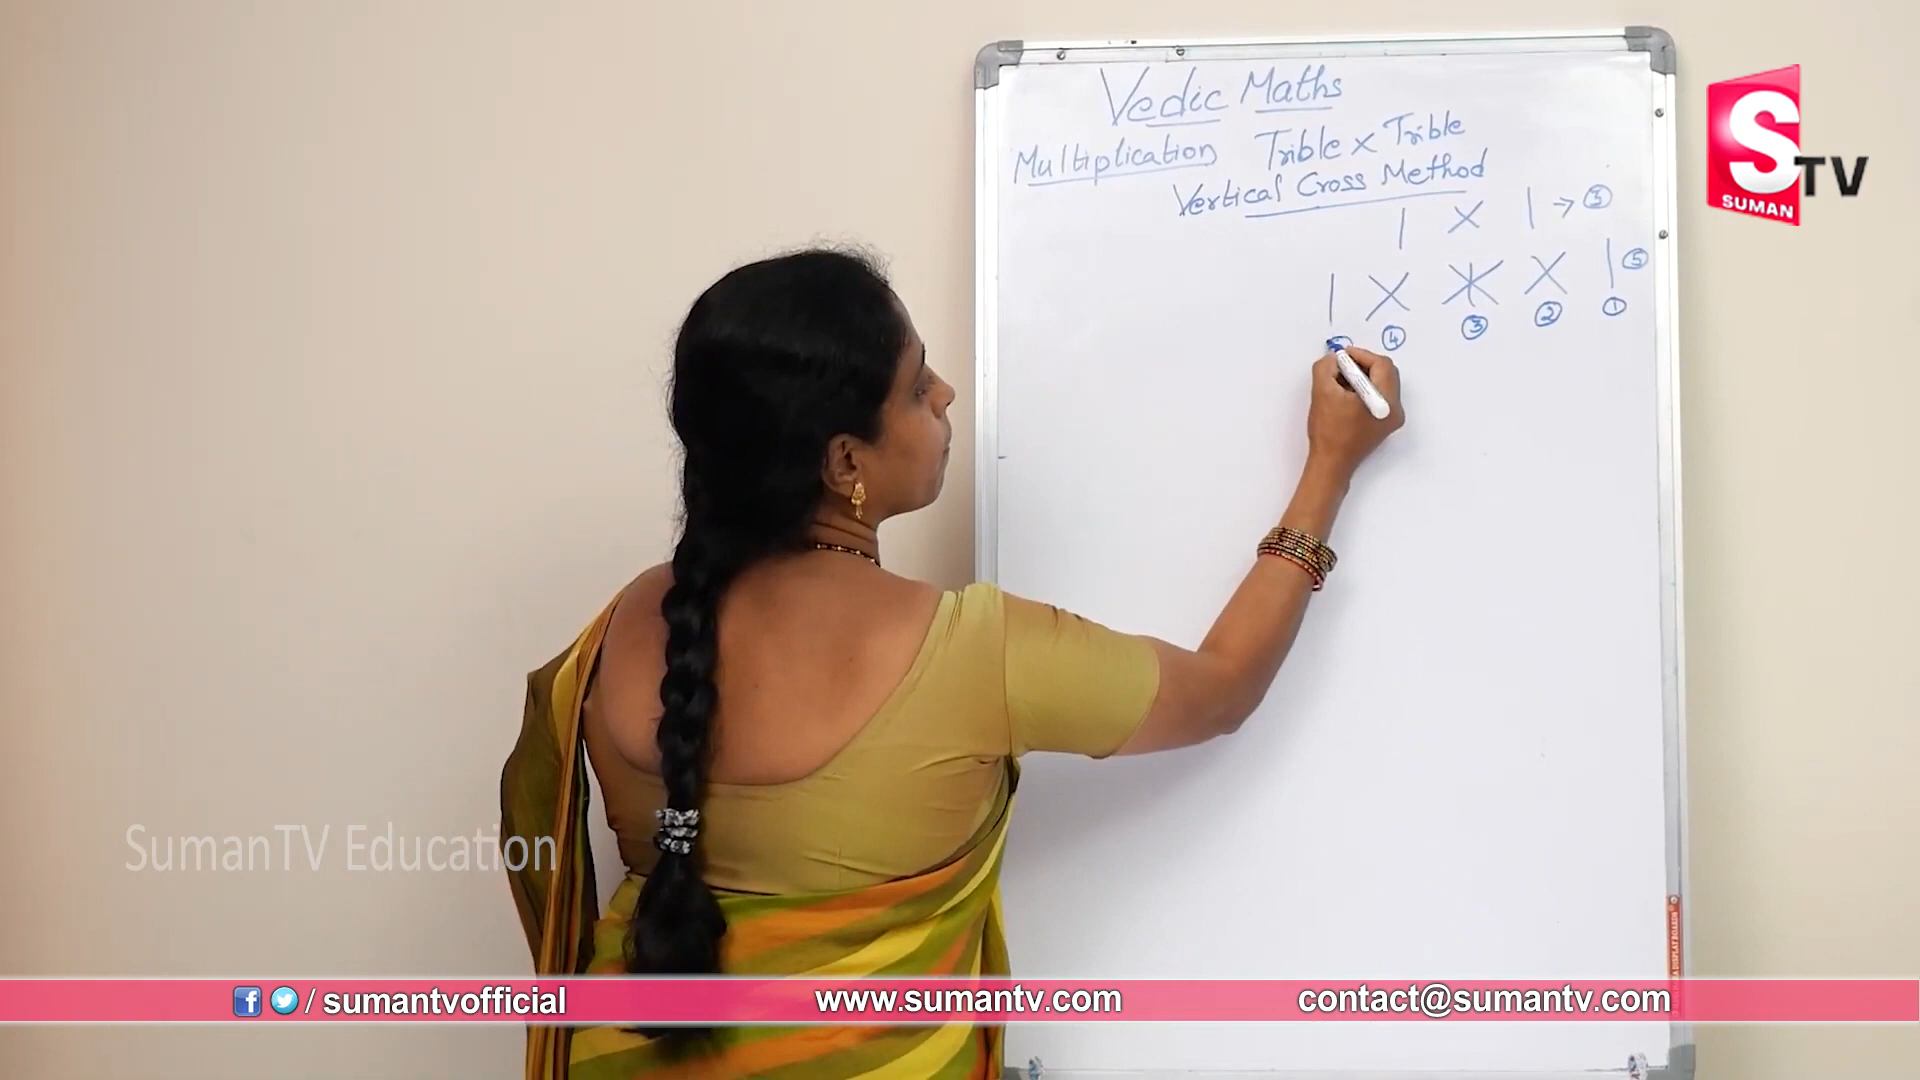 Vedic Maths
Multiplication Trible x Trible
Vertical Cross Method
| X | → ③
| X Ӿ X | ⑤
④ ③ ② ①
S TV
SUMAN
SumanTV Education
/ sumantvofficial
www.sumantv.com
contact@sumantv.com